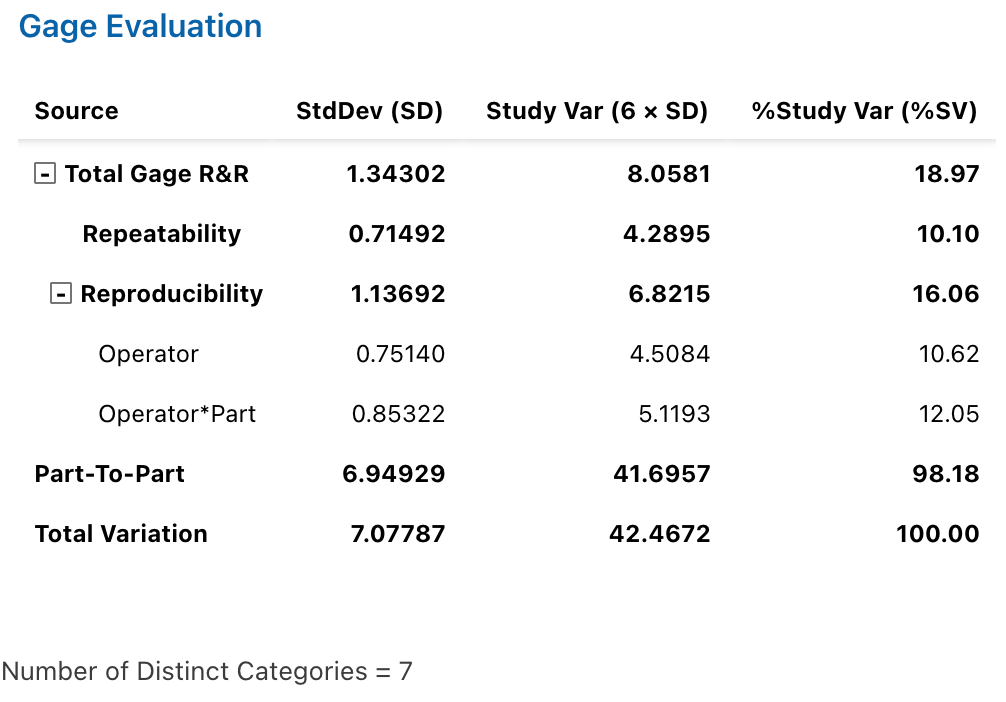 Gage Evaluation
Source StdDev (SD) Study Var (6 × SD) %Study Var (%SV)
- Total Gage R&R 1.34302 8.0581 18.97
Repeatability 0.71492 4.2895 10.10
- Reproducibility 1.13692 6.8215 16.06
Operator 0.75140 4.5084 10.62
Operator*Part 0.85322 5.1193 12.05
Part-To-Part 6.94929 41.6957 98.18
Total Variation 7.07787 42.4672 100.00
Number of Distinct Categories = 7